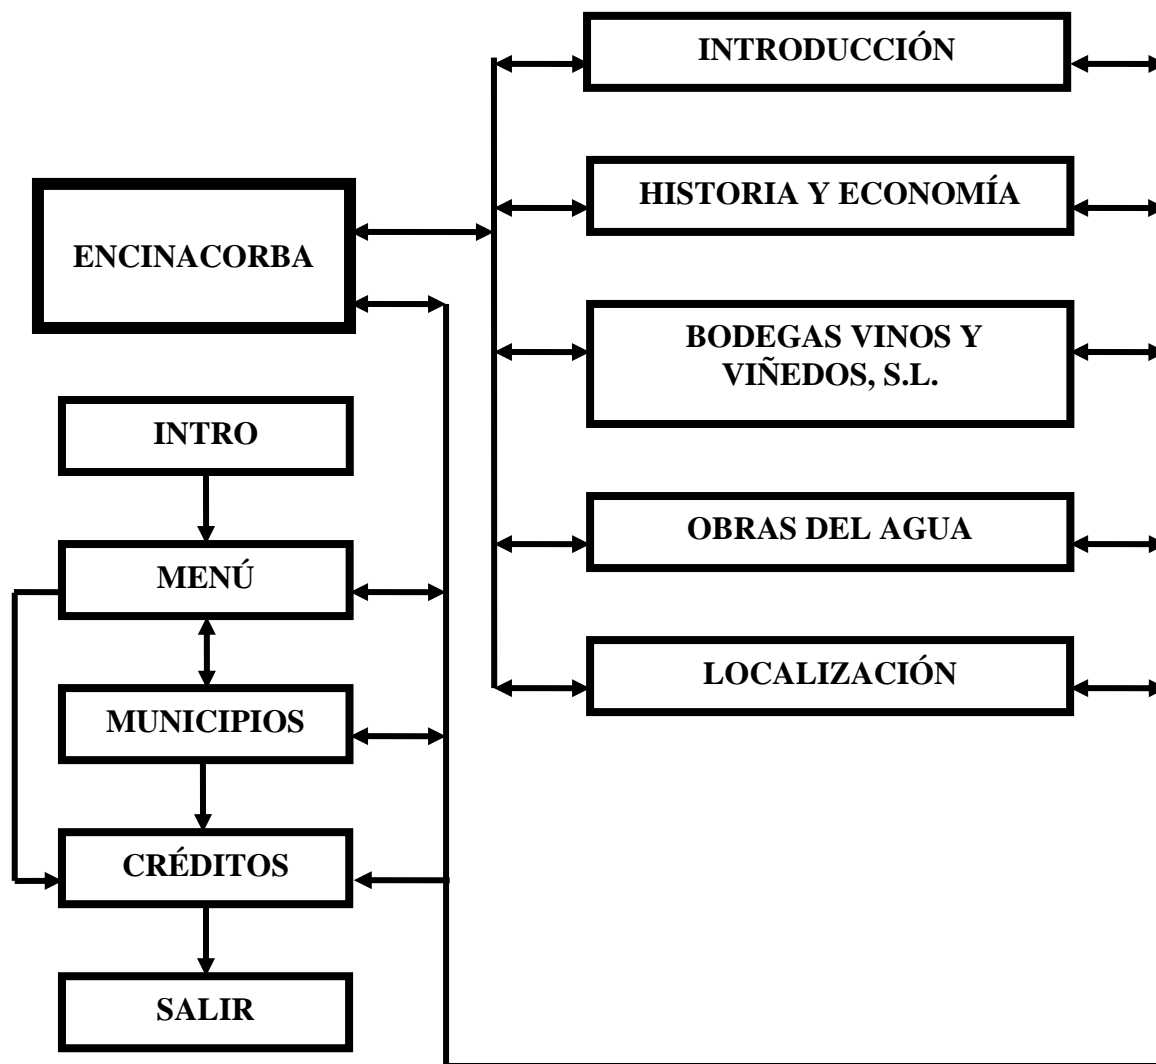 INTRODUCCIÓN
HISTORIA Y ECONOMÍA
ENCINACORBA
BODEGAS VINOS Y
VIÑEDOS, S.L.
INTRO
OBRAS DEL AGUA
MENÚ
LOCALIZACIÓN
MUNICIPIOS
CRÉDITOS
SALIR